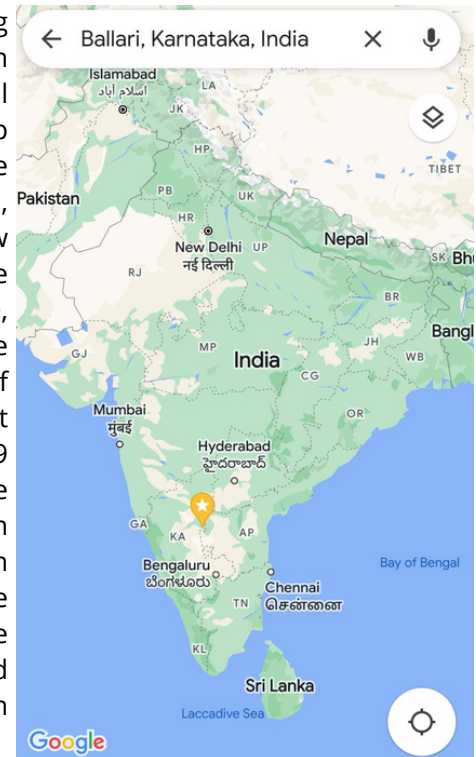 Ballari, Karnataka, India
Islamabad
اسلام آباد
LA
JK
HP
TIBET
PB
UK
Pakistan
HR
New Delhi
नई दिल्ली
UP
Nepal
SK
RJ
BR
GJ
MP
India
JH
WB
CG
Mumbai
मुंबई
OR
Hyderabad
హైదరాబాద్
GA
KA
AP
Bay of Bengal
Bengaluru
ಬೆಂಗಳೂರು
Chennai
சென்னை
TN
KL
Sri Lanka
Laccadive Sea
Google